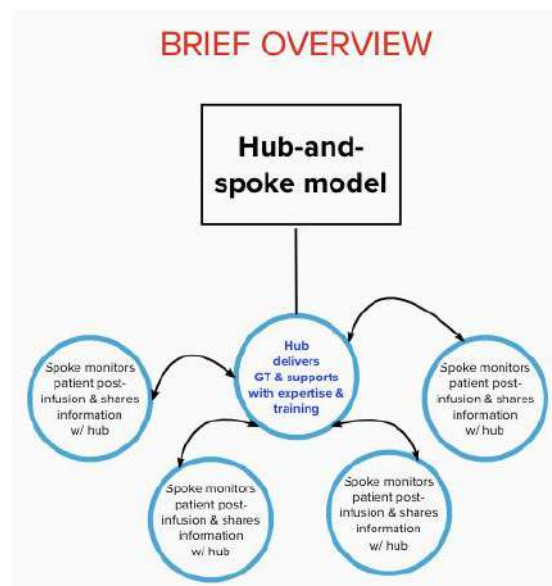 BRIEF OVERVIEW
Hub-and-
spoke model
Hub
delivers
GT & supports
with expertise &
training
Spoke monitors
patient post-
infusion & shares
information
w/ hub
Spoke monitors
patient post-
infusion & shares
information
w/ hub
Spoke monitors
patient post-
infusion & shares
information
w/ hub
Spoke monitors
patient post-
infusion & shares
information
w/ hub